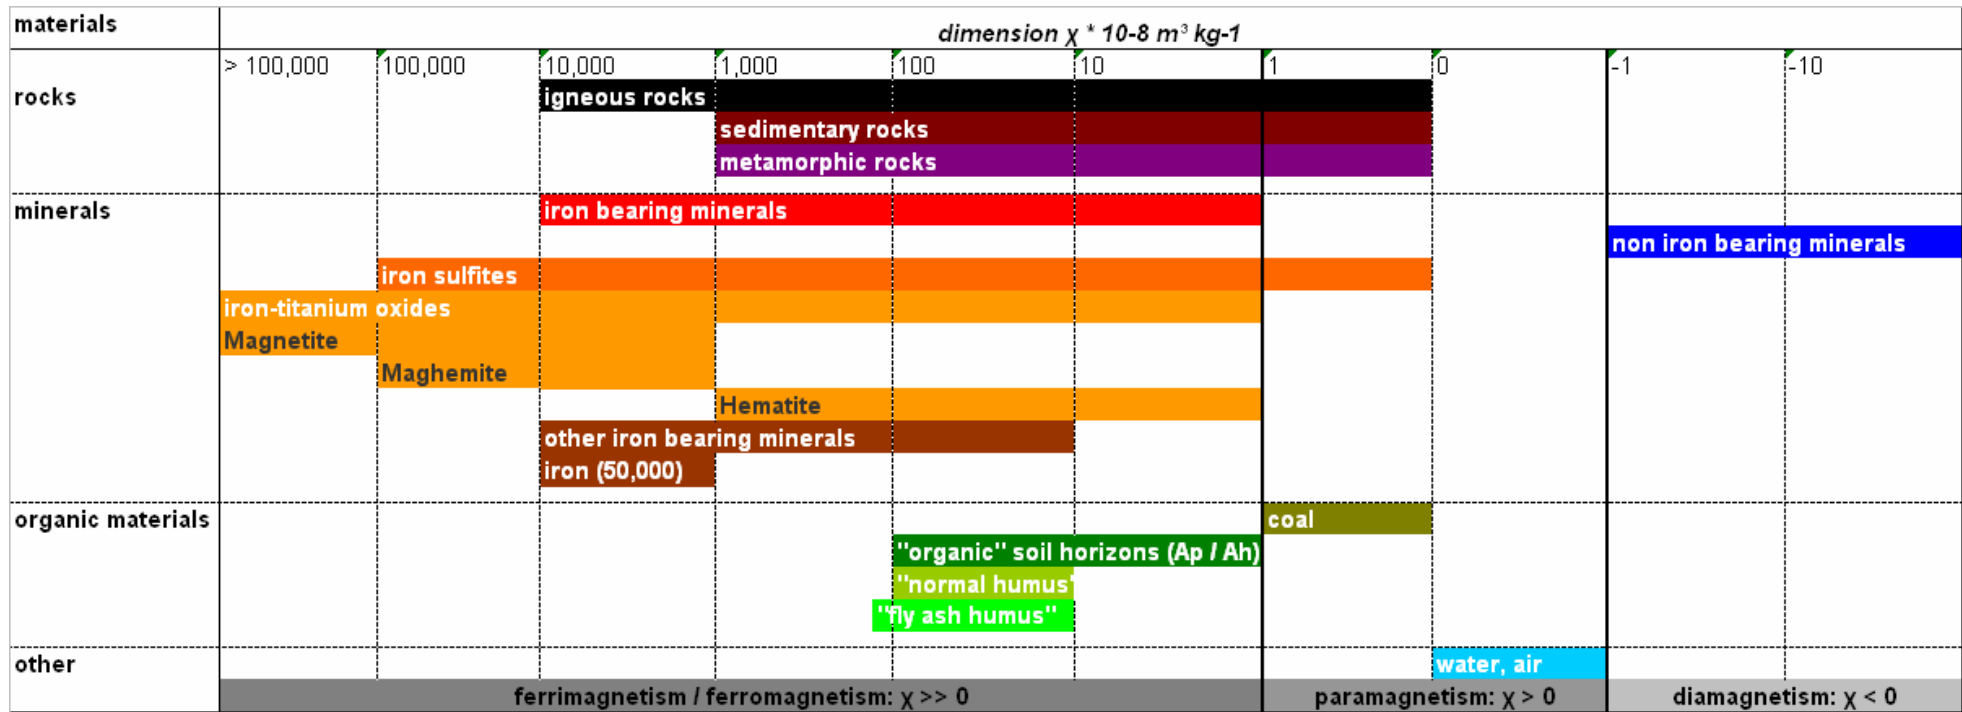 materials
dimension χ * 10-8 m³ kg-1
> 100,000 100,000 10,000 1,000 100 10 1 0 -1 -10
rocks
igneous rocks
sedimentary rocks
metamorphic rocks
minerals
iron bearing minerals
non iron bearing minerals
iron sulfites
iron-titanium oxides
Magnetite
Maghemite
Hematite
other iron bearing minerals
iron (50,000)
organic materials
coal
"organic" soil horizons (Ap / Ah)
"normal humus"
"fly ash humus"
other
water, air
ferrimagnetism / ferromagnetism: χ >> 0 paramagnetism: χ > 0 diamagnetism: χ < 0